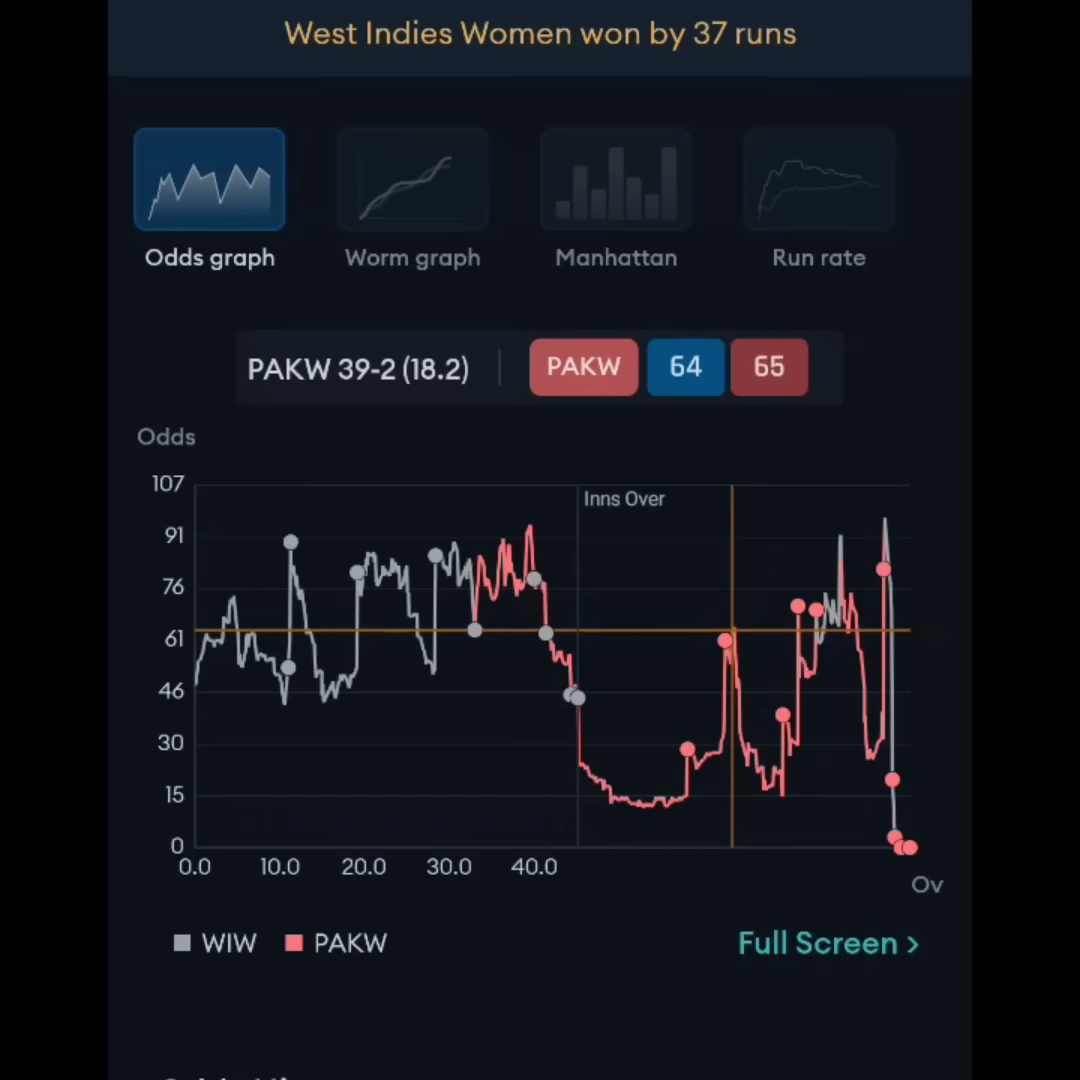 West Indies Women won by 37 runs
Odds graph Worm graph Manhattan Run rate
PAKW 39-2 (18.2) PAKW 64 65
Odds
107
Inns Over
91
76
61
46
30
15
0
0.0 10.0 20.0 30.0 40.0
Ov
WIW PAKW Full Screen >